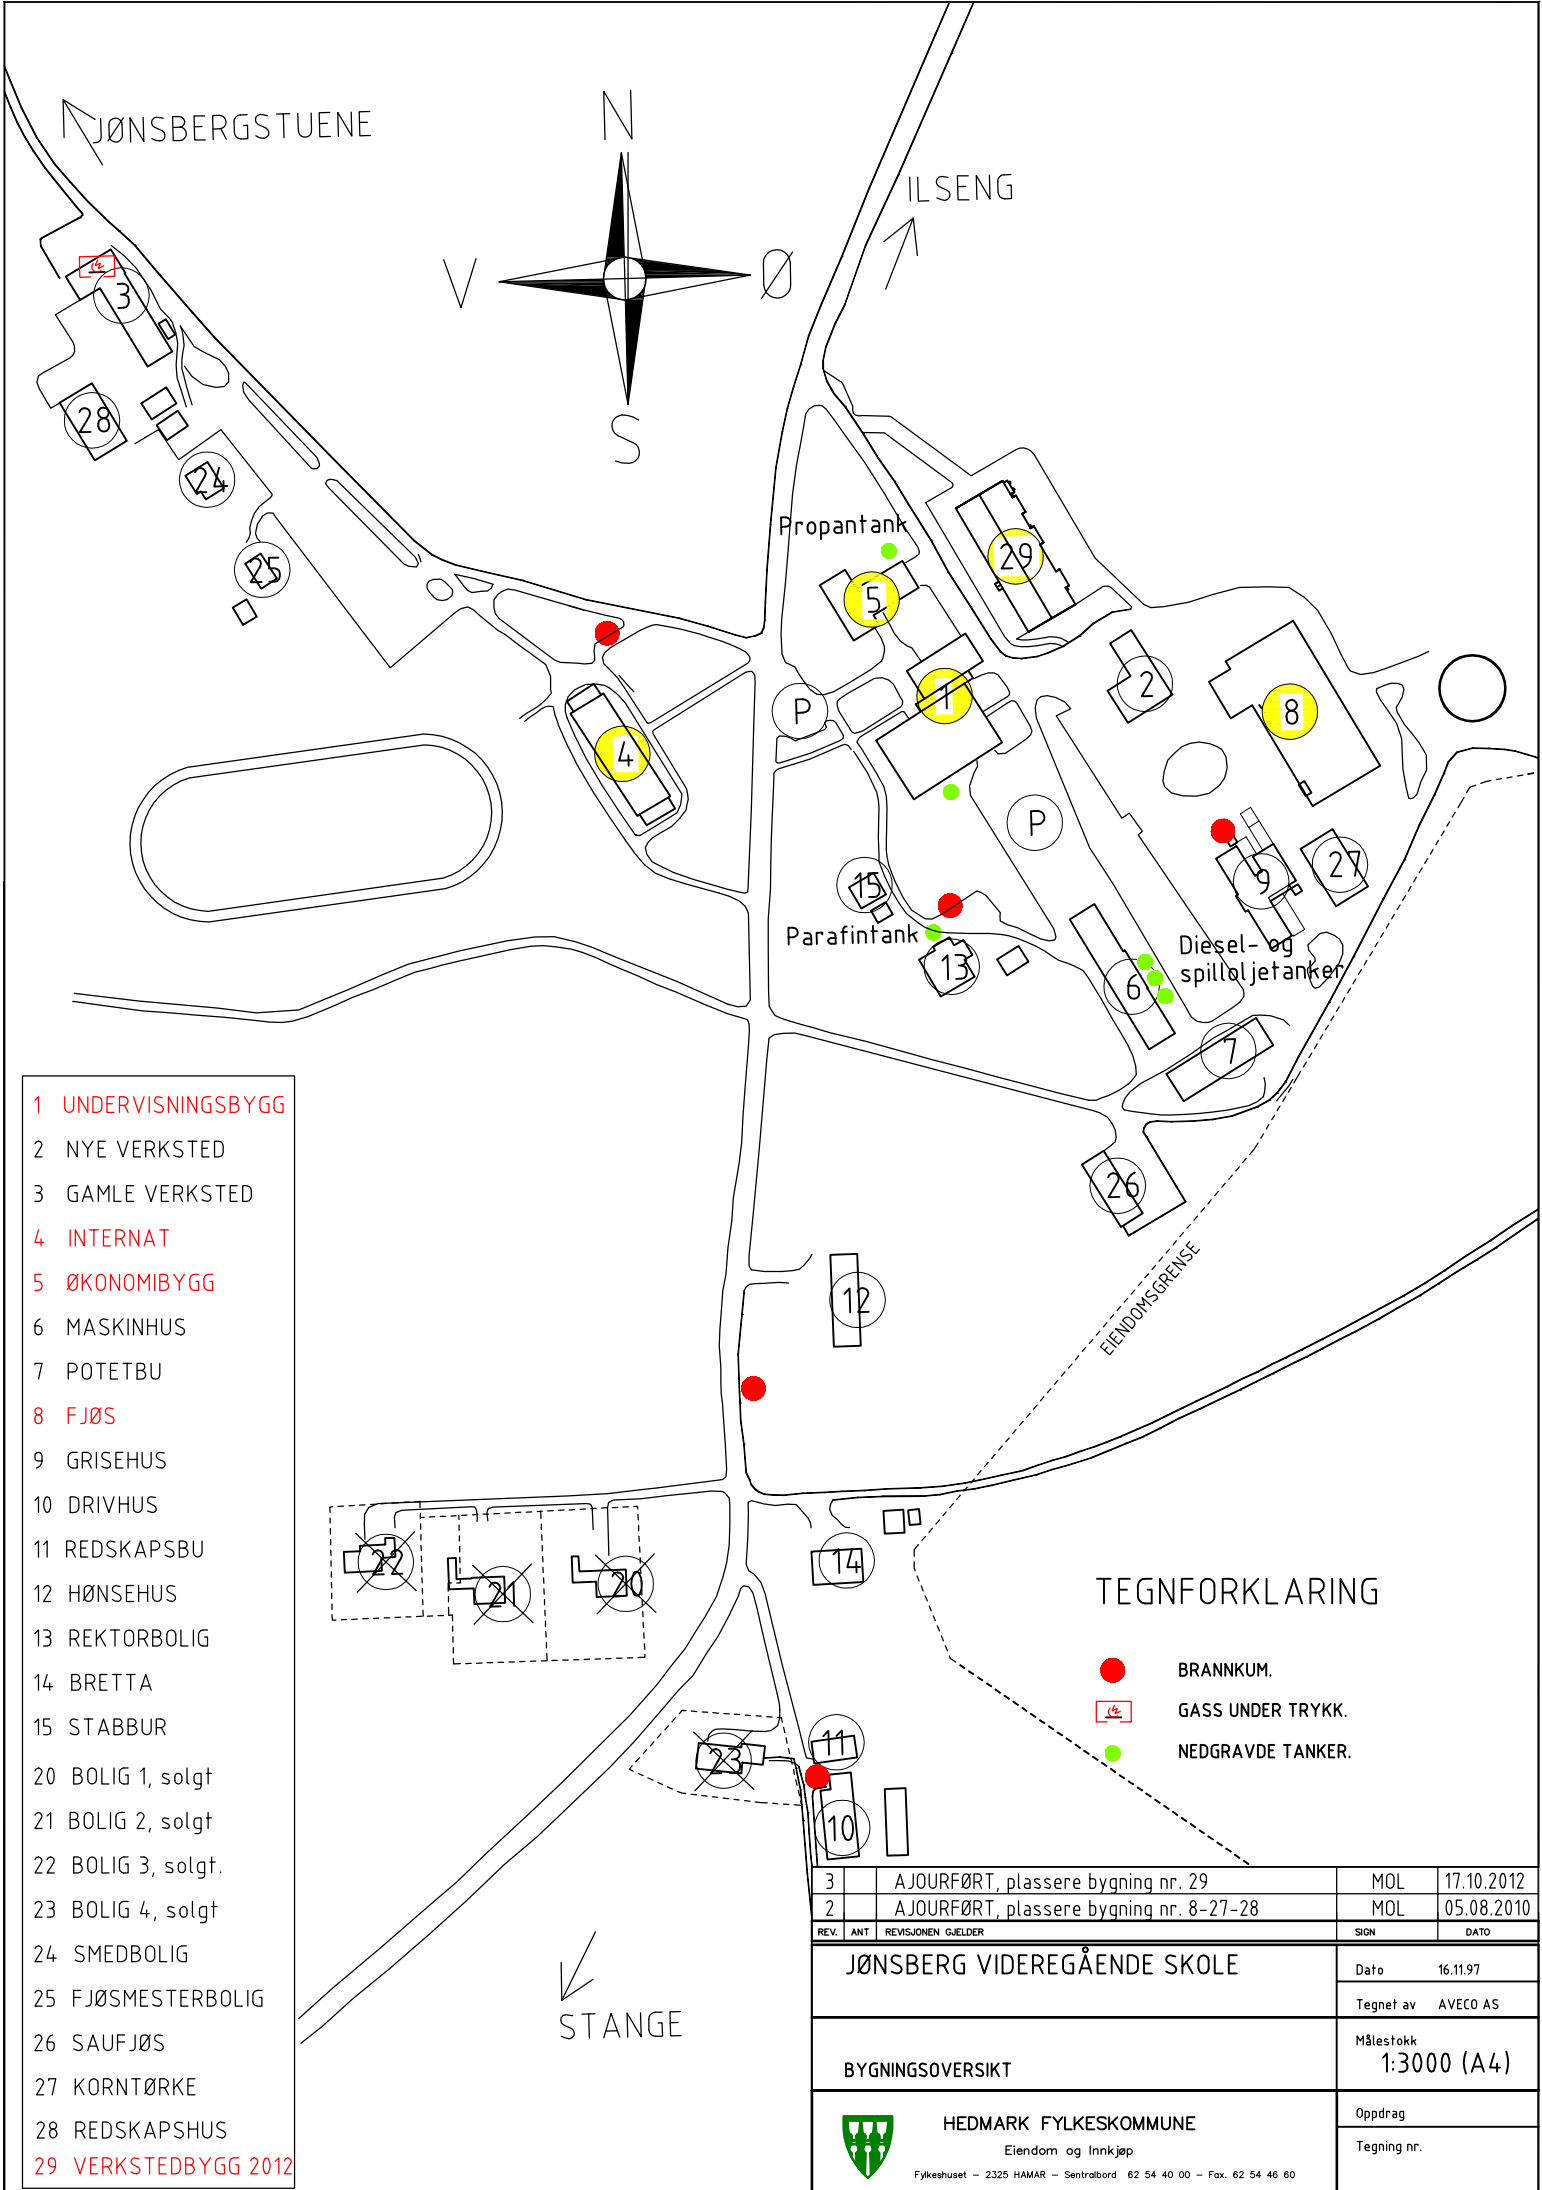 JØNSBERGSTUENE
N
ILSENG
V
Ø
S
3
28
24
25
Propantank
29
5
2
1
8
P
4
P
15
9
27
Parafintank
13
Diesel- og
spilloljetanker
6
7
26
EIENDOMSGRENSE
12
22
21
20
14
23
11
10
STANGE
1 UNDERVISNINGSBYGG
2 NYE VERKSTED
3 GAMLE VERKSTED
4 INTERNAT
5 ØKONOMIBYGG
6 MASKINHUS
7 POTETBU
8 FJØS
9 GRISEHUS
10 DRIVHUS
11 REDSKAPSBU
12 HØNSEHUS
13 REKTORBOLIG
14 BRETTA
15 STABBUR
20 BOLIG 1, solgt
21 BOLIG 2, solgt
22 BOLIG 3, solgt.
23 BOLIG 4, solgt
24 SMEDBOLIG
25 FJØSMESTERBOLIG
26 SAUFJØS
27 KORNTØRKE
28 REDSKAPSHUS
29 VERKSTEDBYGG 2012
TEGNFORKLARING
BRANNKUM.
GASS UNDER TRYKK.
NEDGRAVDE TANKER.
3 AJOURFØRT, plassere bygning nr. 29 MOL 17.10.2012
2 AJOURFØRT, plassere bygning nr. 8-27-28 MOL 05.08.2010
REV. ANT REVISJONEN GJELDER SIGN DATO
JØNSBERG VIDEREGÅENDE SKOLE
Dato 16.11.97
Tegnet av AVECO AS
Målestokk
1:3000 (A4)
BYGNINGSOVERSIKT
HEDMARK FYLKESKOMMUNE
Eiendom og Innkjøp
Fylkeshuset - 2325 HAMAR - Sentralbord 62 54 40 00 - Fax. 62 54 46 60
Oppdrag
Tegning nr.